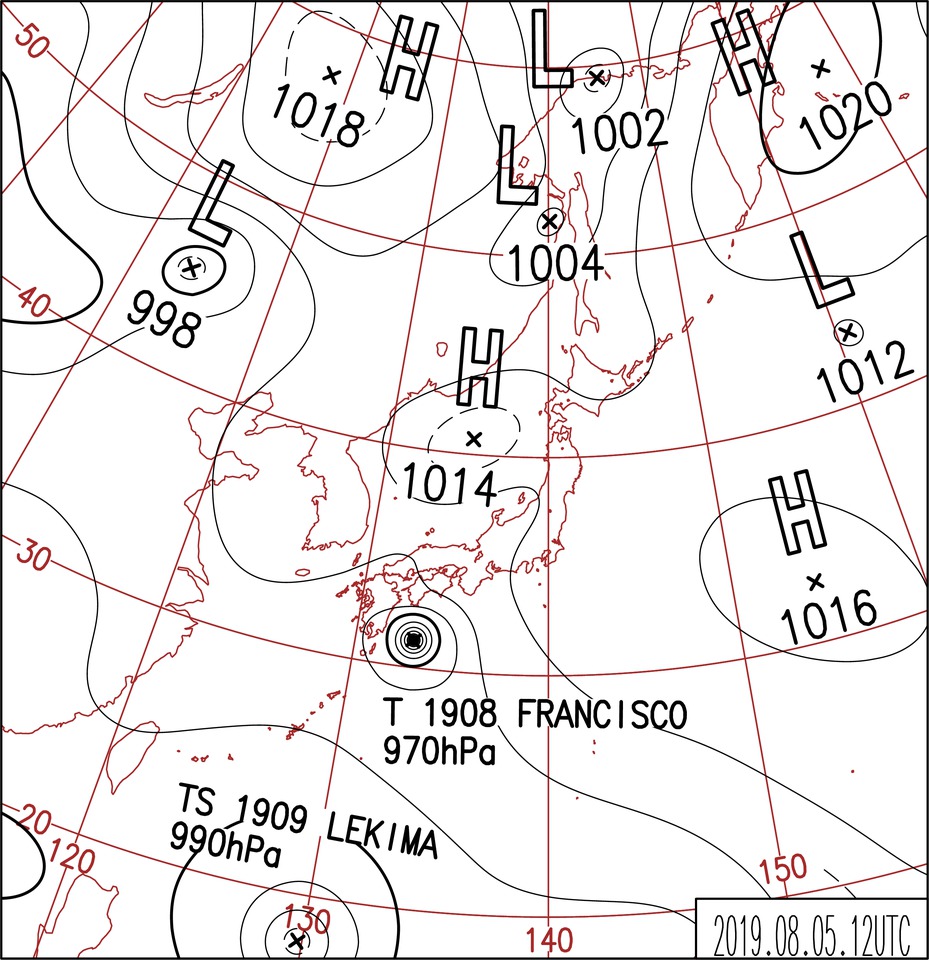 50
H
L
H
1018
1002
1020
L
L
1004
L
40
998
H
1012
1014
H
30
1016
T 1908 FRANCISCO
970hPa
TS 1909 LEKIMA
990hPa
20
120
150
130
140
2019.08.05.12UTC